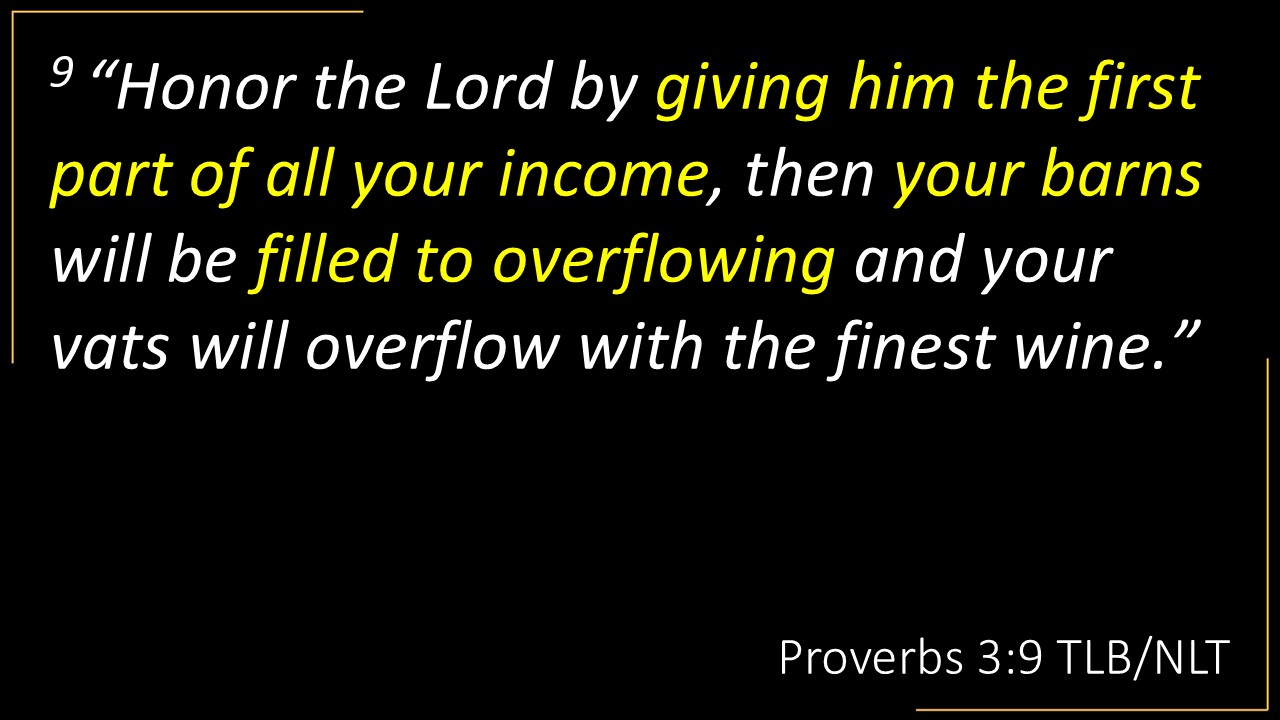 9 “Honor the Lord by giving him the first
part of all your income, then your barns
will be filled to overflowing and your
vats will overflow with the finest wine.”
Proverbs 3:9 TLB/NLT